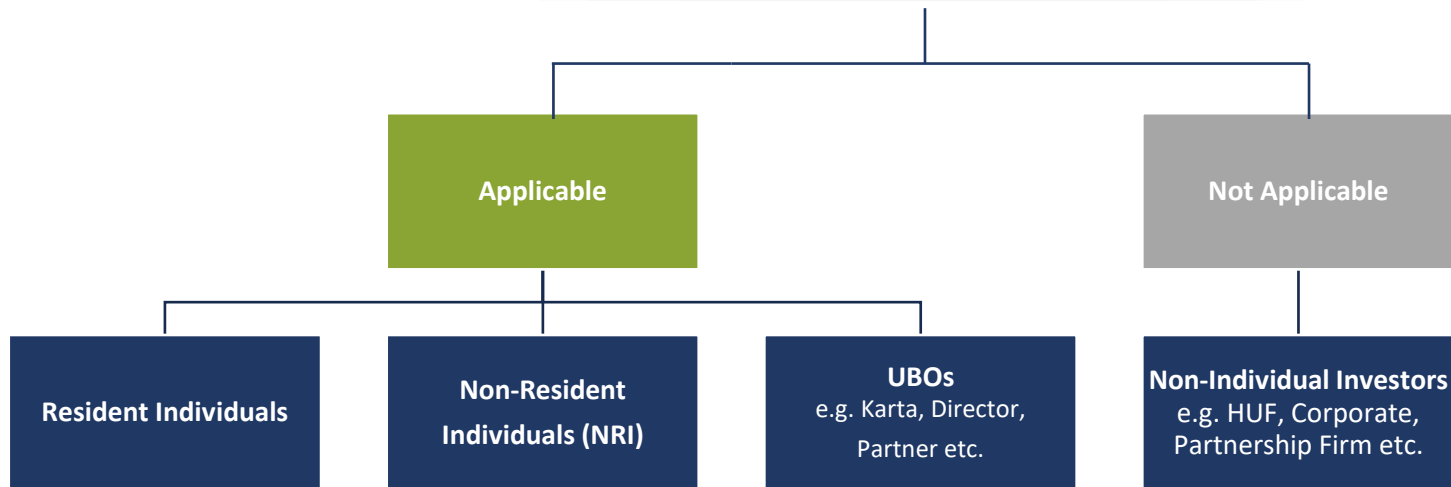 Applicable
Not Applicable
Resident Individuals
Non-Resident
Individuals (NRI)
UBOs
e.g. Karta, Director,
Partner etc.
Non-Individual Investors
e.g. HUF, Corporate,
Partnership Firm etc.